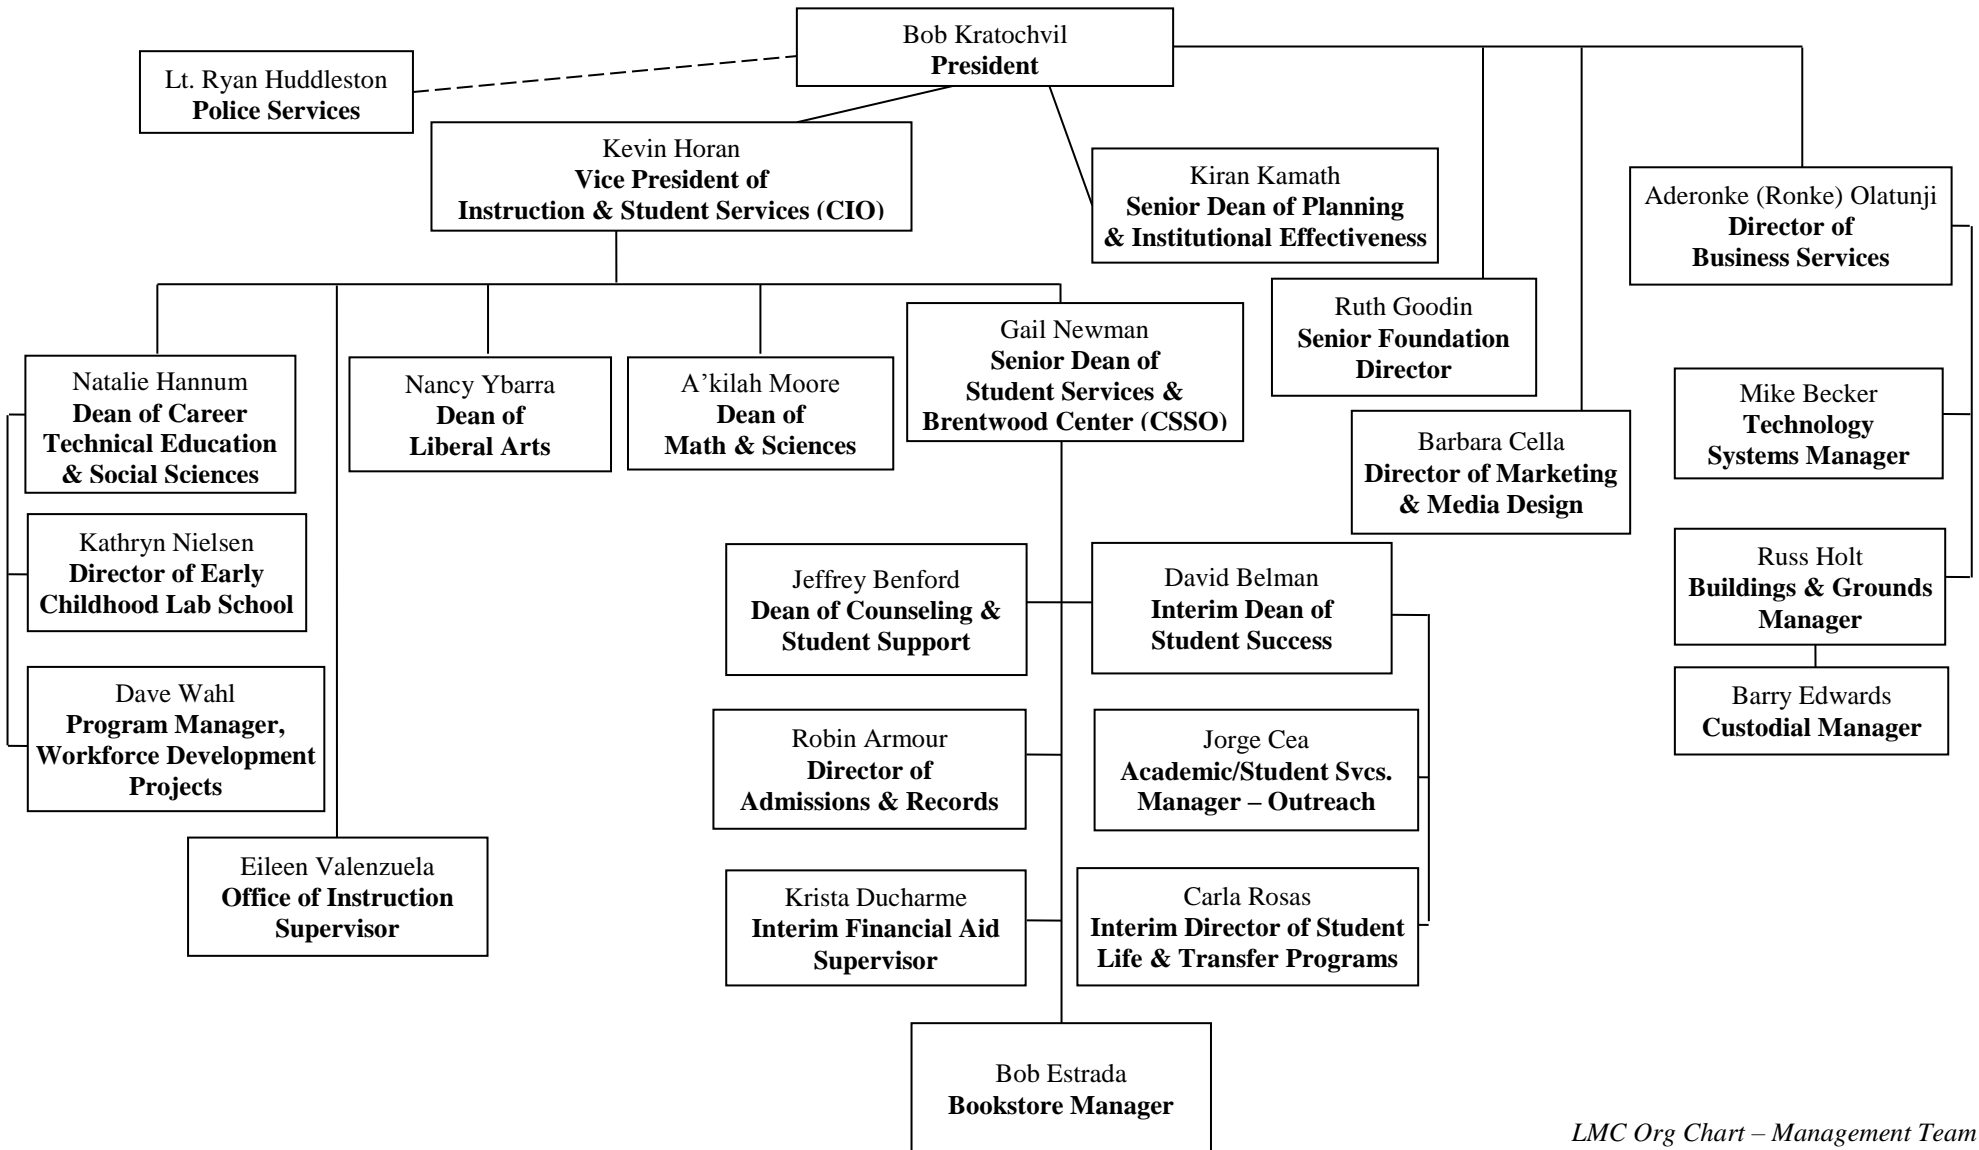 Bob Kratochvil
President
Lt. Ryan Huddleston
Police Services
Kevin Horan
Vice President of
Instruction & Student Services (CIO)
Kiran Kamath
Senior Dean of Planning
& Institutional Effectiveness
Aderonke (Ronke) Olatunji
Director of
Business Services
Ruth Goodin
Senior Foundation
Director
Barbara Cella
Director of Marketing
& Media Design
Natalie Hannum
Dean of Career
Technical Education
& Social Sciences
Nancy Ybarra
Dean of
Liberal Arts
A’kilah Moore
Dean of
Math & Sciences
Gail Newman
Senior Dean of
Student Services &
Brentwood Center (CSSO)
Mike Becker
Technology
Systems Manager
Kathryn Nielsen
Director of Early
Childhood Lab School
Jeffrey Benford
Dean of Counseling &
Student Support
David Belman
Interim Dean of
Student Success
Russ Holt
Buildings & Grounds
Manager
Dave Wahl
Program Manager,
Workforce Development
Projects
Robin Armour
Director of
Admissions & Records
Jorge Cea
Academic/Student Svcs.
Manager – Outreach
Barry Edwards
Custodial Manager
Eileen Valenzuela
Office of Instruction
Supervisor
Krista Ducharme
Interim Financial Aid
Supervisor
Carla Rosas
Interim Director of Student
Life & Transfer Programs
Bob Estrada
Bookstore Manager
LMC Org Chart – Management Team